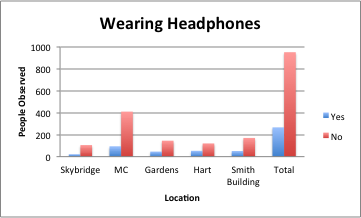 Wearing Headphones
People Observed
1000
800
600
400
200
0
Skybridge MC Gardens Hart Smith Building Total
Location
Yes
No